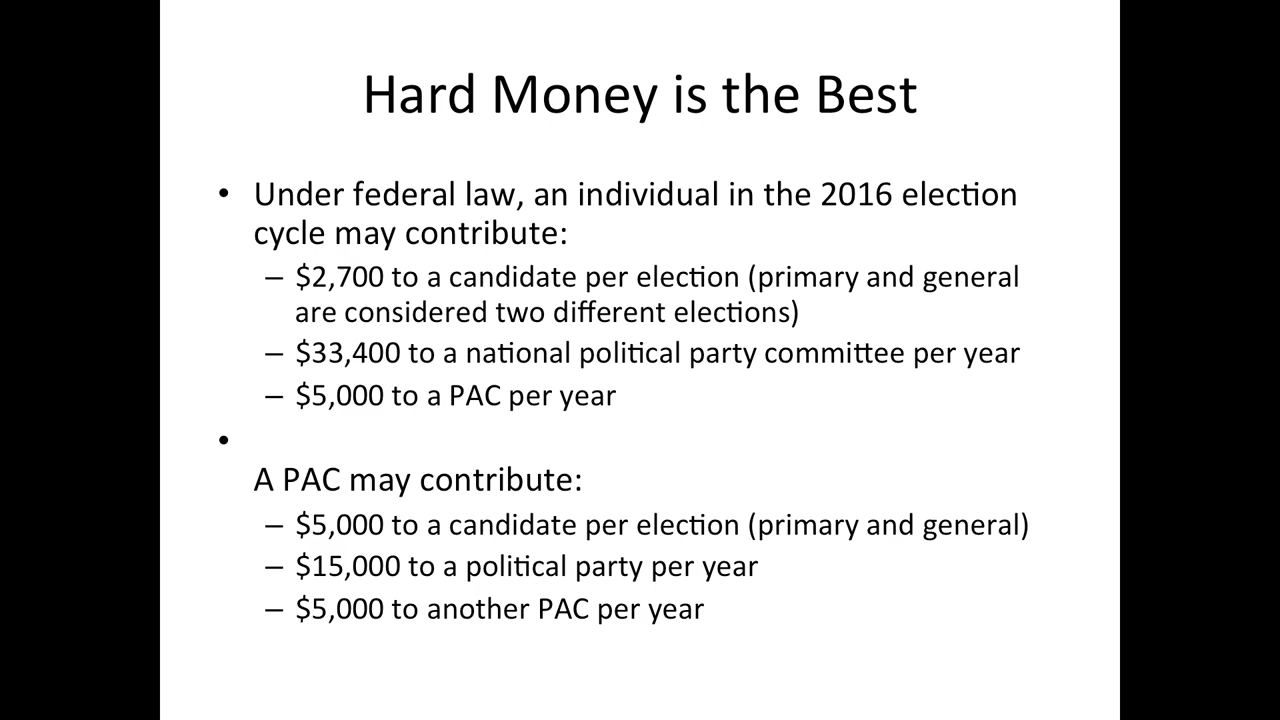 Hard Money is the Best
• Under federal law, an individual in the 2016 election
cycle may contribute:
– $2,700 to a candidate per election (primary and general
are considered two different elections)
– $33,400 to a national political party committee per year
– $5,000 to a PAC per year
•
A PAC may contribute:
– $5,000 to a candidate per election (primary and general)
– $15,000 to a political party per year
– $5,000 to another PAC per year